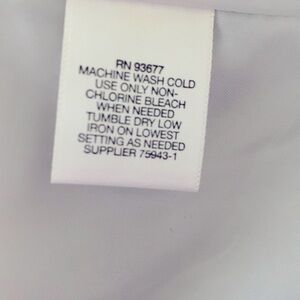 RN 93677
MACHINE WASH COLD
USE ONLY NON-
CHLORINE BLEACH
WHEN NEEDED
TUMBLE DRY LOW
IRON ON LOWEST
SETTING AS NEEDED
SUPPLIER 75943-1